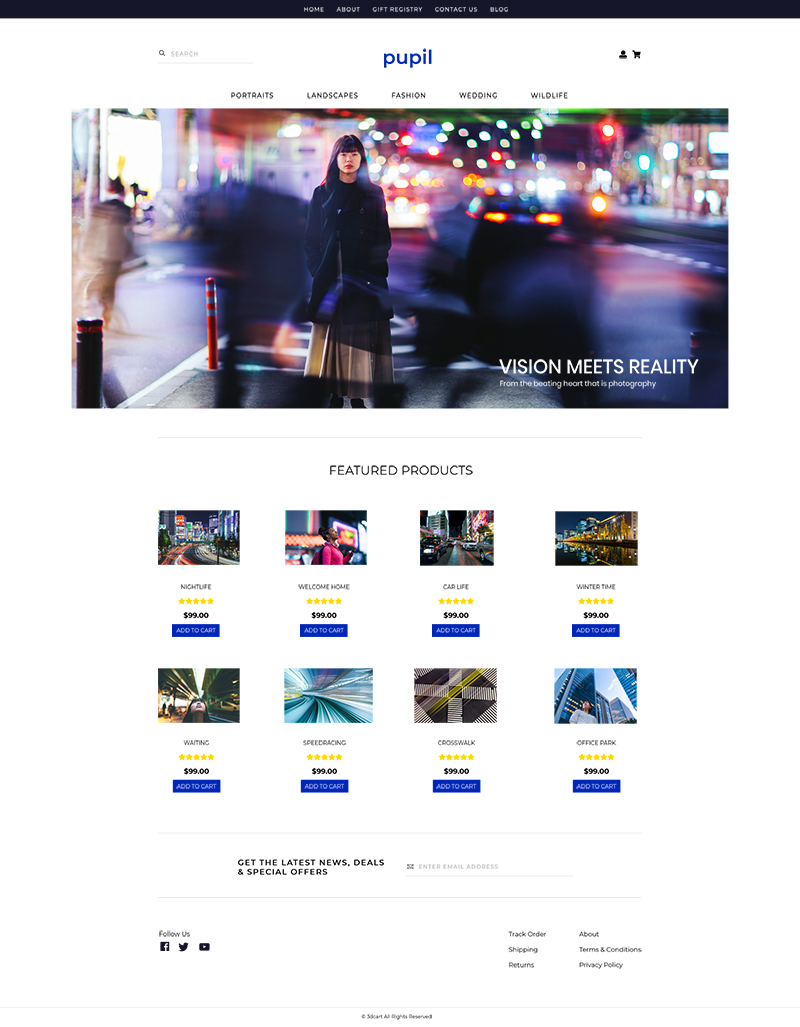 HOME ABOUT GIFT REGISTRY CONTACT US BLOG
SEARCH
pupil
PORTRAITS LANDSCAPES FASHION WEDDING WILDLIFE
VISION MEETS REALITY
From the beating heart that is photography
FEATURED PRODUCTS
NIGHTLIFE WELCOME HOME CAR LIFE WINTER TIME
$99.00 $99.00 $99.00 $99.00
ADD TO CART ADD TO CART ADD TO CART ADD TO CART
WAITING SPEEDRACING CROSSWALK OFFICE PARK
$99.00 $99.00 $99.00 $99.00
ADD TO CART ADD TO CART ADD TO CART ADD TO CART
GET THE LATEST NEWS, DEALS
& SPECIAL OFFERS
ENTER EMAIL ADDRESS
Follow Us
Track Order About
Shipping Terms & Conditions
Returns Privacy Policy
© 3dcart All Rights Reserved